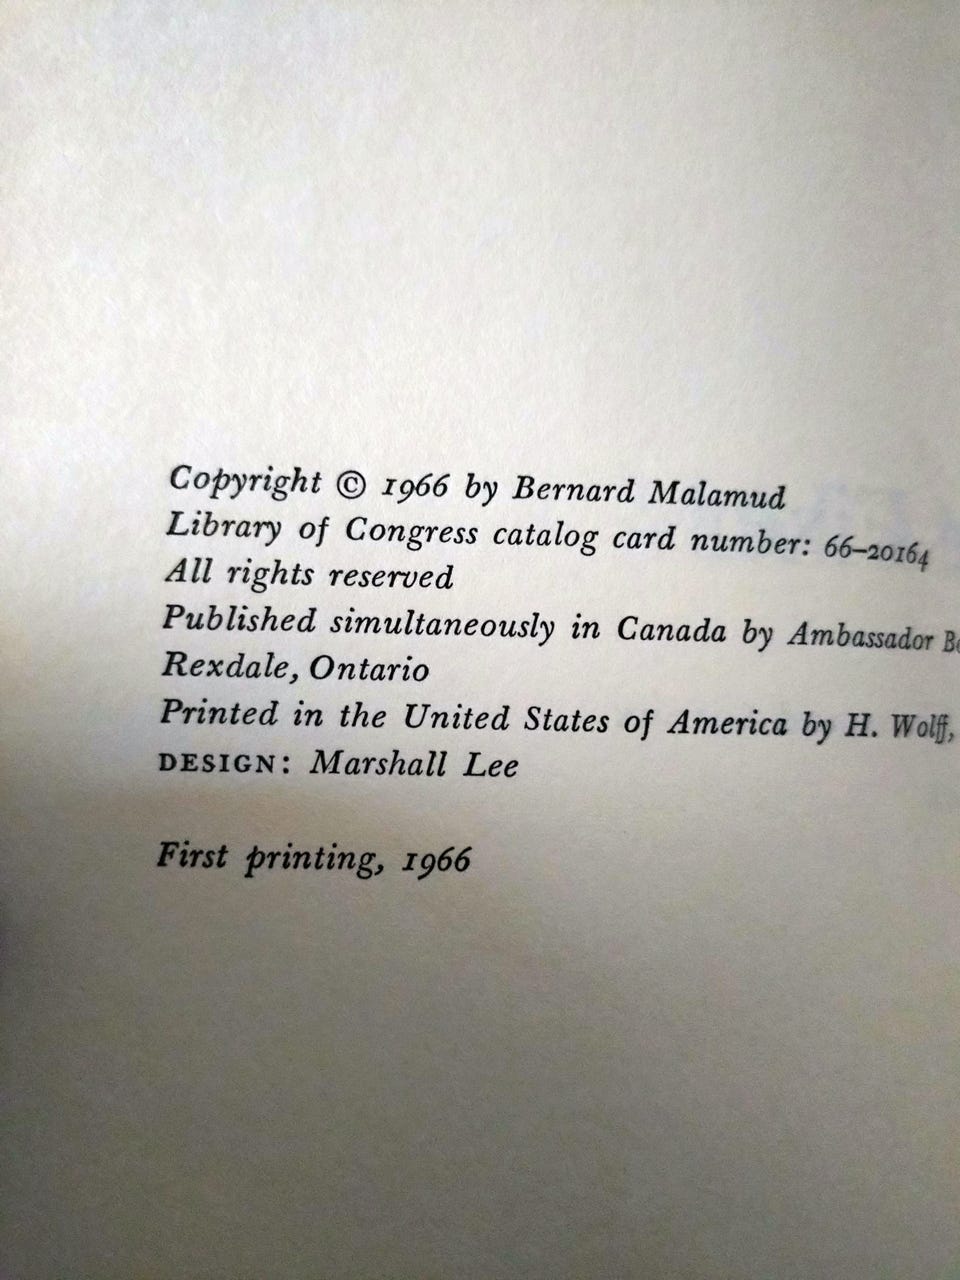 Copyright © 1966 by Bernard Malamud
Library of Congress catalog card number: 66–20164
All rights reserved
Published simultaneously in Canada by Ambassador
Rexdale, Ontario
Printed in the United States of America by H. Wolff,
DESIGN: Marshall Lee
First printing, 1966